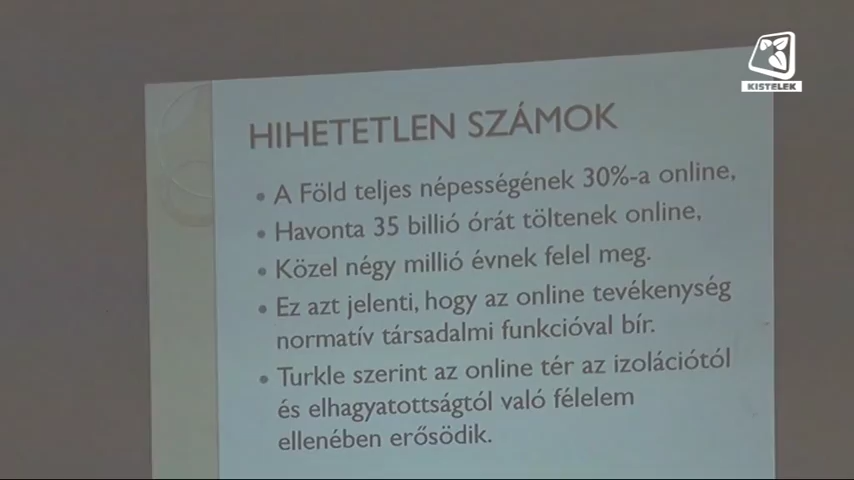 KISTELEK
HIHETETLEN SZÁMOK
• A Föld teljes népességének 30%-a online,
• Havonta 35 billió órát töltenek online,
• Közel négy millió évnek felel meg.
• Ez azt jelenti, hogy az online tevékenység
normatív társadalmi funkcióval bír.
• Turkle szerint az online tér az izolációtól
és elhagyatottságtól való félelem
ellenében erősödik.